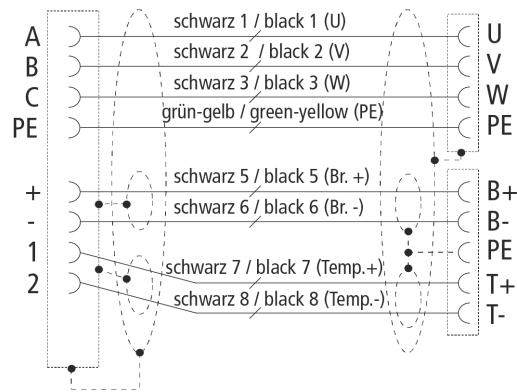 A schwarz 1 / black 1 (U) U
B schwarz 2 / black 2 (V) V
C schwarz 3 / black 3 (W) W
PE grün-gelb / green-yellow (PE) PE
+ schwarz 5 / black 5 (Br. +) B+
- schwarz 6 / black 6 (Br. -) B-
1 PE
schwarz 7 / black 7 (Temp.+) T+
2 schwarz 8 / black 8 (Temp.-) T-